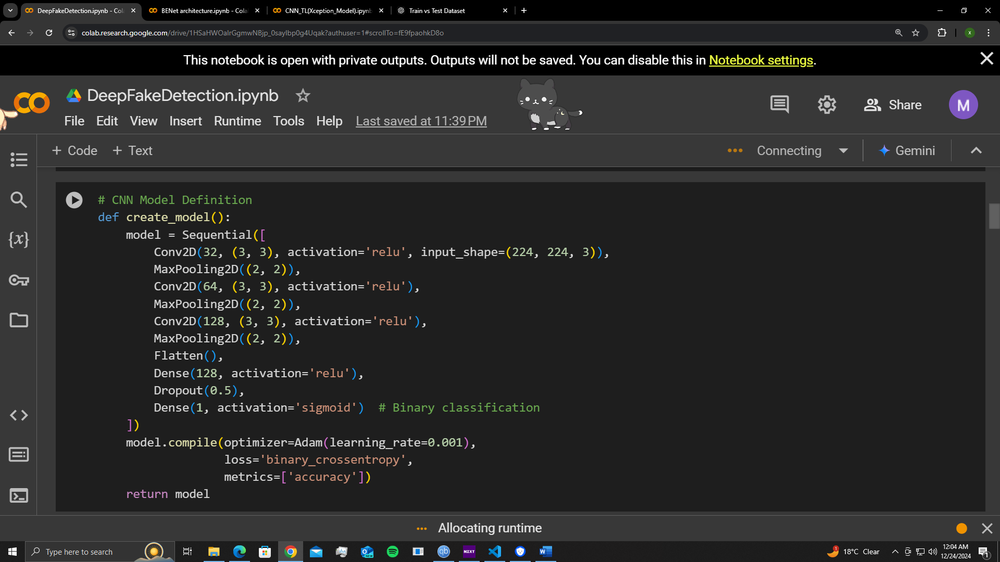 DeepFakeDetection.ipynb - Cola
BENet architecture.ipynb - Cola
CNN_TL(Xception_Model).ipynb
Train vs Test Dataset
colab.research.google.com/drive/1HSaHWOaIrGgmwNBjp_0sayIbp0g4Uqak?authuser=1#scrollTo=fE9fpaohkD8o
X
This notebook is open with private outputs. Outputs will not be saved. You can disable this in Notebook settings.
DeepFakeDetection.ipynb
Share
M
File Edit View Insert Runtime Tools Help Last saved at 11:39 PM
+ Code + Text
Connecting
Gemini
{x}
# CNN Model Definition
def create_model():
model = Sequential([
Conv2D(32, (3, 3), activation='relu', input_shape=(224, 224, 3)),
MaxPooling2D((2, 2)),
Conv2D(64, (3, 3), activation='relu'),
MaxPooling2D((2, 2)),
Conv2D(128, (3, 3), activation='relu'),
MaxPooling2D((2, 2)),
Flatten(),
Dense(128, activation='relu'),
Dropout(0.5),
Dense(1, activation='sigmoid')  # Binary classification
])
model.compile(optimizer=Adam(learning_rate=0.001),
loss='binary_crossentropy',
metrics=['accuracy'])
return model
Allocating runtime
Type here to search
NEW
qb
NZXT
W
1
18°C Clear
12:04 AM
12/24/2024
1